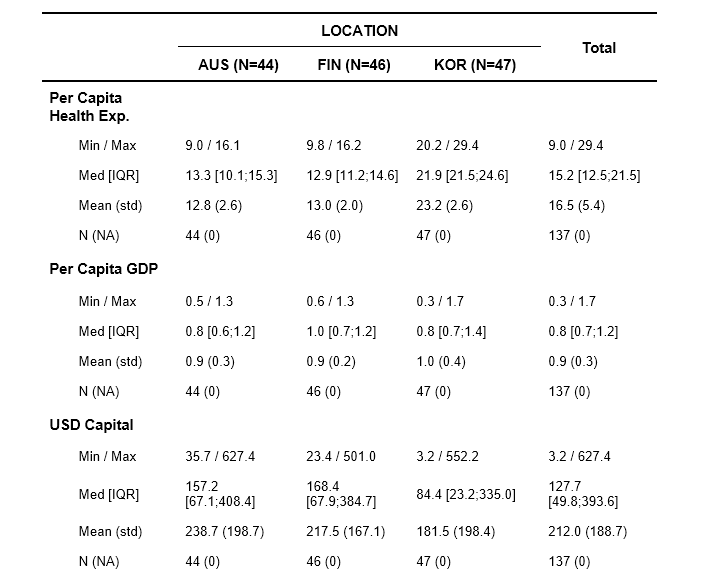 LOCATION
Total
AUS (N=44) FIN (N=46) KOR (N=47)
Per Capita
Health Exp.
Min / Max 9.0 / 16.1 9.8 / 16.2 20.2 / 29.4 9.0 / 29.4
Med [IQR] 13.3 [10.1;15.3] 12.9 [11.2;14.6] 21.9 [21.5;24.6] 15.2 [12.5;21.5]
Mean (std) 12.8 (2.6) 13.0 (2.0) 23.2 (2.6) 16.5 (5.4)
N (NA) 44 (0) 46 (0) 47 (0) 137 (0)
Per Capita GDP
Min / Max 0.5 / 1.3 0.6 / 1.3 0.3 / 1.7 0.3 / 1.7
Med [IQR] 0.8 [0.6;1.2] 1.0 [0.7;1.2] 0.8 [0.7;1.4] 0.8 [0.7;1.2]
Mean (std) 0.9 (0.3) 0.9 (0.2) 1.0 (0.4) 0.9 (0.3)
N (NA) 44 (0) 46 (0) 47 (0) 137 (0)
USD Capital
Min / Max 35.7 / 627.4 23.4 / 501.0 3.2 / 552.2 3.2 / 627.4
157.2 168.4 127.7
Med [IQR] [67.1;408.4] [67.9;384.7] 84.4 [23.2;335.0] [49.8;393.6]
Mean (std) 238.7 (198.7) 217.5 (167.1) 181.5 (198.4) 212.0 (188.7)
N (NA) 44 (0) 46 (0) 47 (0) 137 (0)